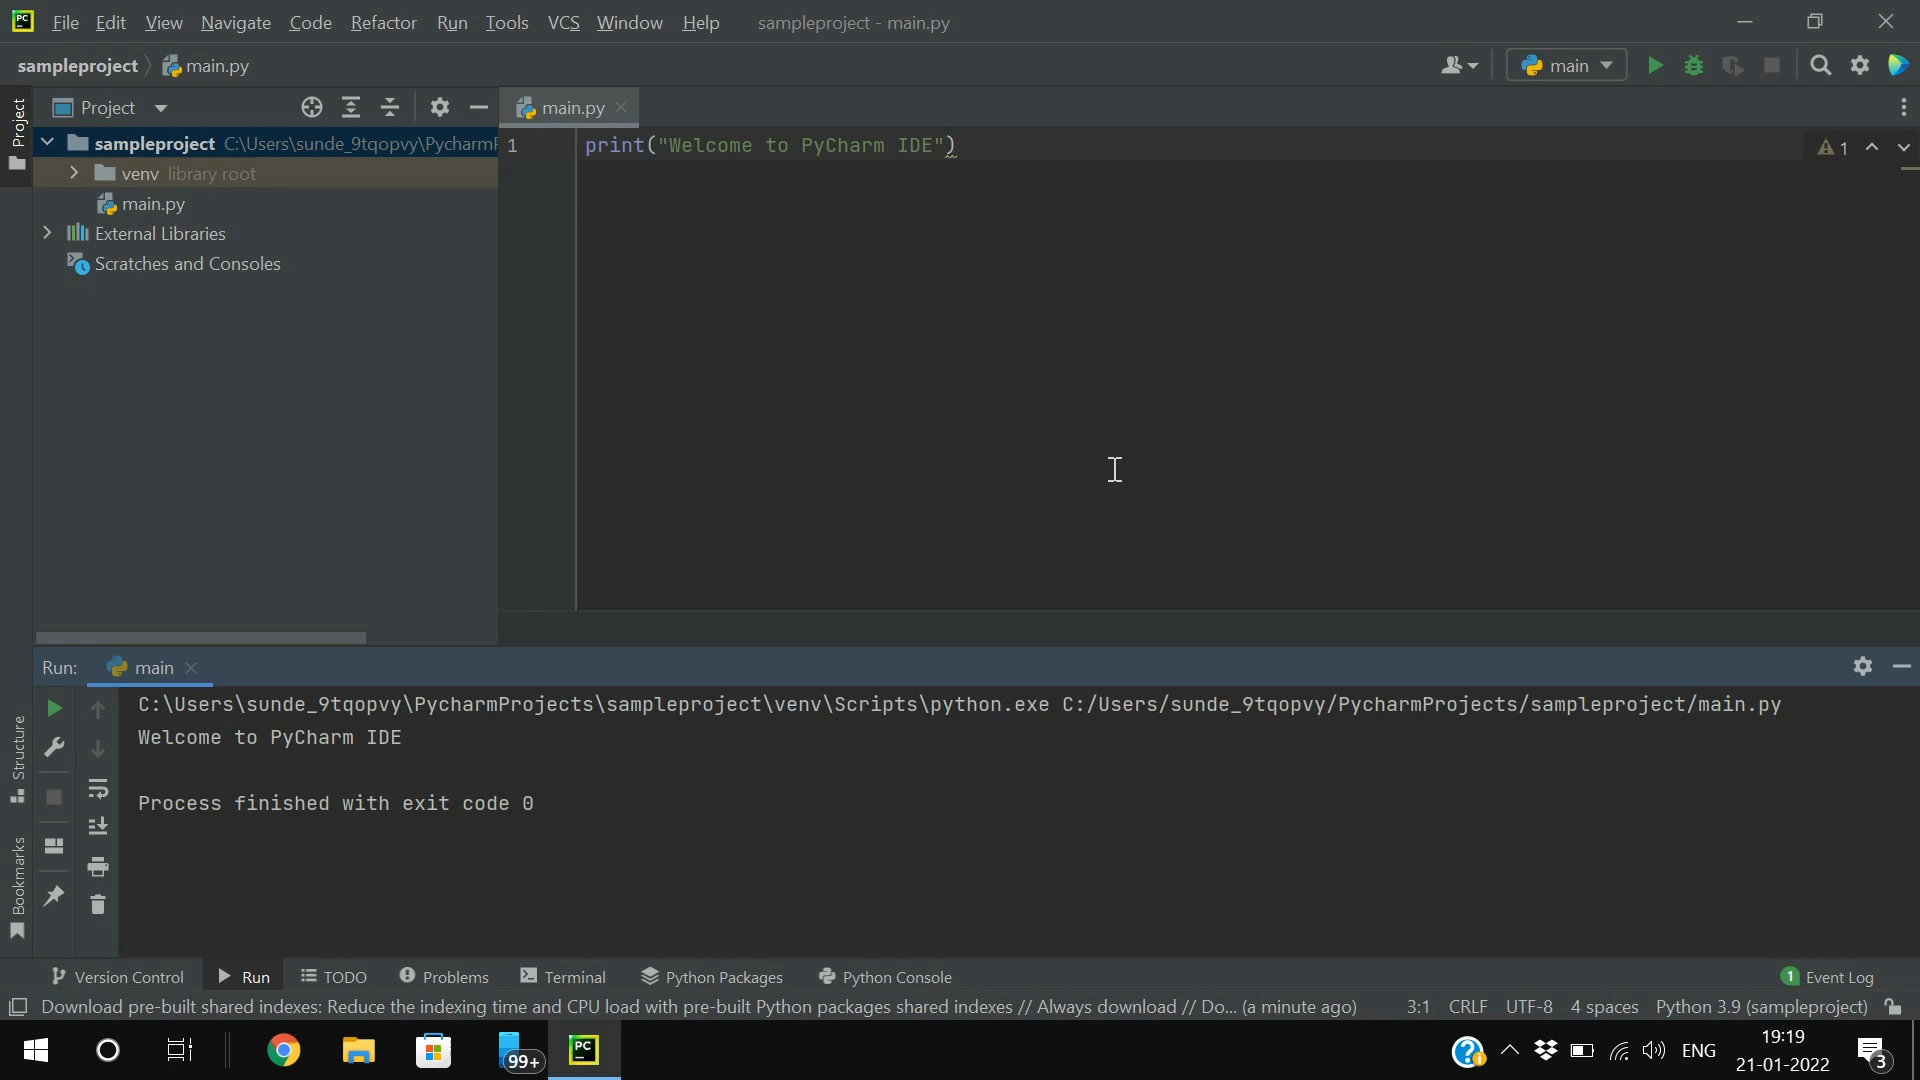 PC File Edit View Navigate Code Refactor Run Tools VCS Window Help sampleproject - main.py
sampleproject main.py main
Project main.py
Project
sampleproject C:\Users\sunde_9tqopvy\Pycharm
1 print("Welcome to PyCharm IDE") 1
venv library root
main.py
External Libraries
Scratches and Consoles
Run: main
C:\Users\sunde_9tqopvy\PycharmProjects\sampleproject\venv\Scripts\python.exe C:/Users/sunde_9tqopvy/PycharmProjects/sampleproject/main.py
Welcome to PyCharm IDE
Process finished with exit code 0
Structure
Bookmarks
Version Control Run TODO Problems Terminal Python Packages Python Console 1 Event Log
Download pre-built shared indexes: Reduce the indexing time and CPU load with pre-built Python packages shared indexes // Always download // Do... (a minute ago) 3:1 CRLF UTF-8 4 spaces Python 3.9 (sampleproject)
99+ PC ENG 19:19 3
21-01-2022